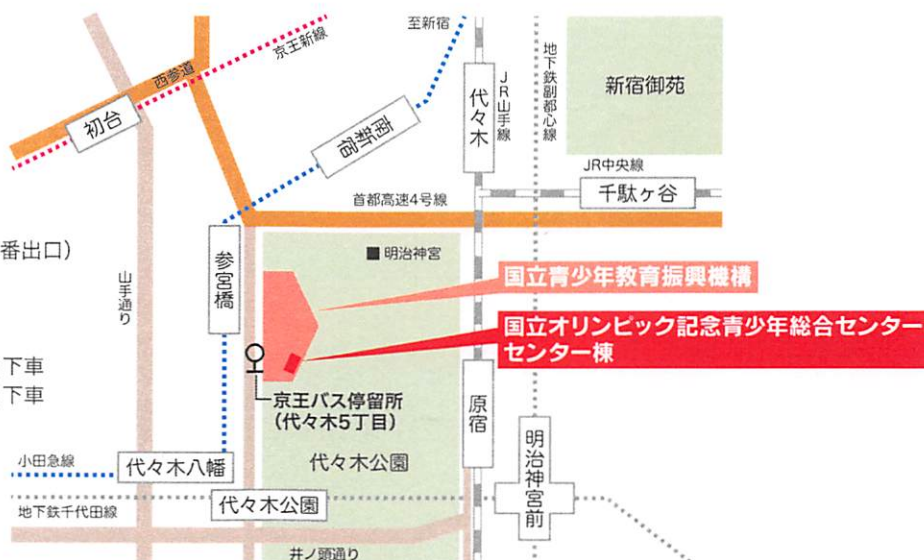 至新宿
京王新線
西参道
初台
南新宿
代々木
JR山手線
地下鉄副都心線
新宿御苑
JR中央線
千駄ヶ谷
首都高速4号線
番出口）
参宮橋
明治神宮
山手通り
国立青少年教育振興機構
国立オリンピック記念青少年総合センター
センター棟
下車
下車
京王バス停留所
（代々木5丁目）
原宿
明治神宮前
小田急線
代々木八幡
代々木公園
代々木公園
地下鉄千代田線
井ノ頭通り